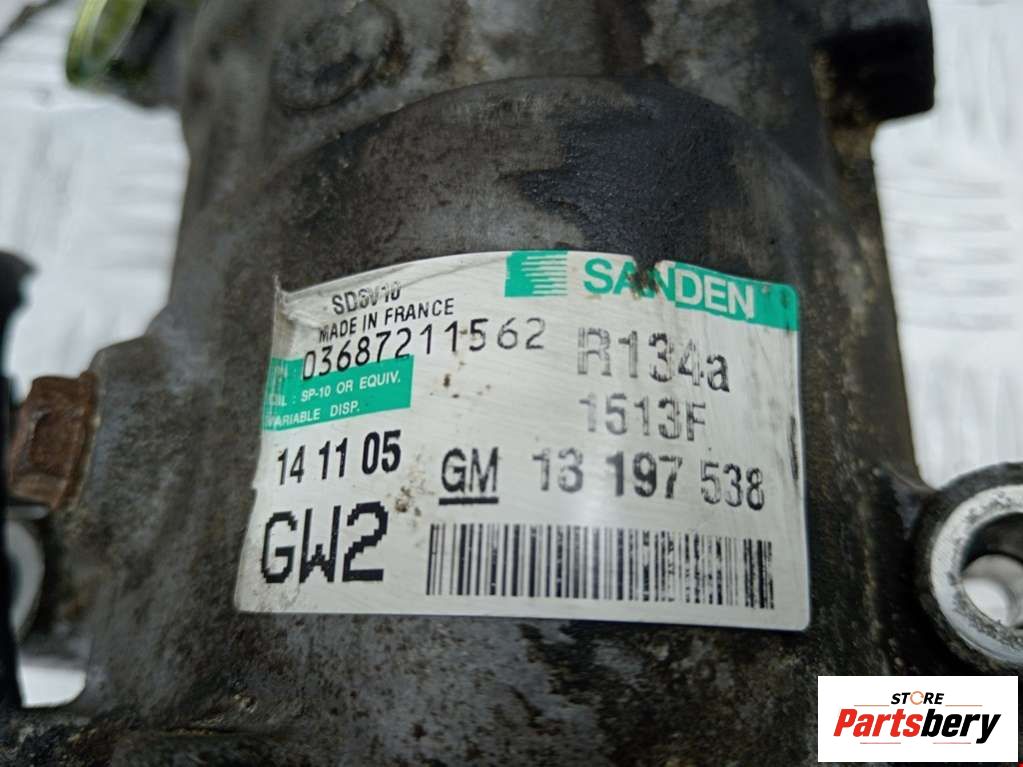 SANDEN
SD6V10
MADE IN FRANCE
03687211562
R134a
: SP-10 OR EQUIV.
VARIABLE DISP.
1513F
14 11 05
GM 13 197 538
GW2
STORE
Partsbery